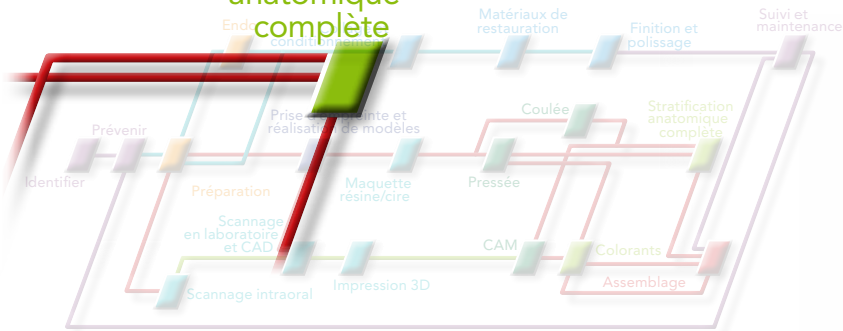 anatomique
complète
Matériaux de
restauration
Finition et
polissage
Suivi et
maintenance
conditionnement
Prise d'empreinte et
réalisation de modèles
Coulée
Stratification
anatomique
complète
Prévenir
Identifier
Préparation
Maquette
résine/cire
Pressée
Scannage
en laboratoire
et CAD
CAM
Colorants
Scannage intraoral
Impression 3D
Assemblage